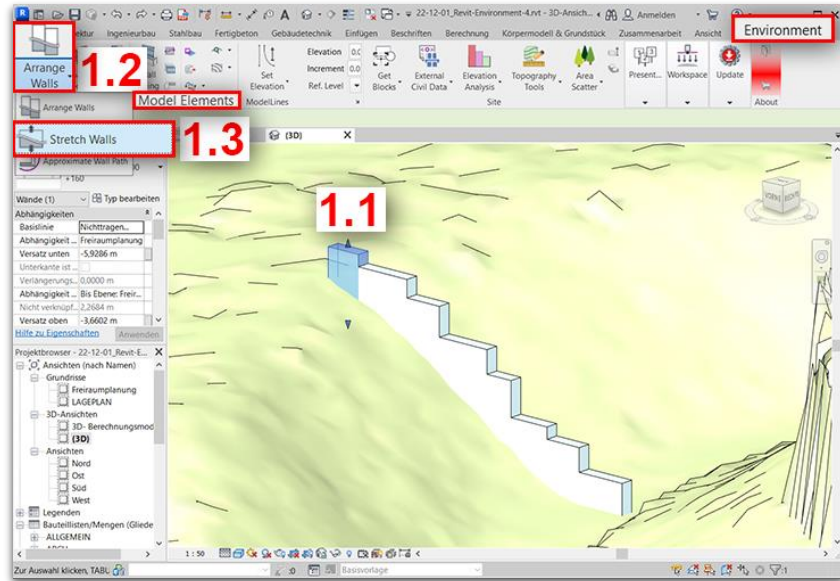 22-12-01_Revit-Environment-4.rvt - 3D-Ansich...
Anmelden
Ingenieurbau Stahlbau Fertigbeton Gebäudetechnik Einfügen Beschriften Berechnung Körpermodell & Grundstück Zusammenarbeit Ansicht
Environment
Arrange
Walls
1.2
Set
Elevation
Elevation
Increment 0.0
Ref. Level
Get
Blocks
External
Civil Data
Elevation
Analysis
Topography
Tools
Area
Scatter
Present...
Workspace
Update
Model Elements
ModelLines
Site
About
Arrange Walls
Stretch Walls
1.3
Approximate Wall Path
(3D) X
+160
1.1
Wände (1)
Typ bearbeiten
Abhängigkeiten
Basislinie Nichttragen...
Abhängigkeit ... Freiraumplanung
Versatz unten -5,9286 m
Unterkante ist ...
Verlängerungs... 0,0000 m
Abhängigkeit ... Bis Ebene: Freir...
Nicht verknüpf... 2,2684 m
Versatz oben -3,6602 m
Hilfe zu Eigenschaften
Anwenden
Projektbrowser - 22-12-01_Revit-E... X
Ansichten (nach Namen)
Grundrisse
Freiraumplanung
LAGEPLAN
3D-Ansichten
3D- Berechnungsmod
(3D)
Ansichten
Nord
Ost
Süd
West
Legenden
Bauteillisten/Mengen (Gliede
ALLGEMEIN
1 : 50
Zur Auswahl klicken, TABU
:0
Basisvorlage
:1